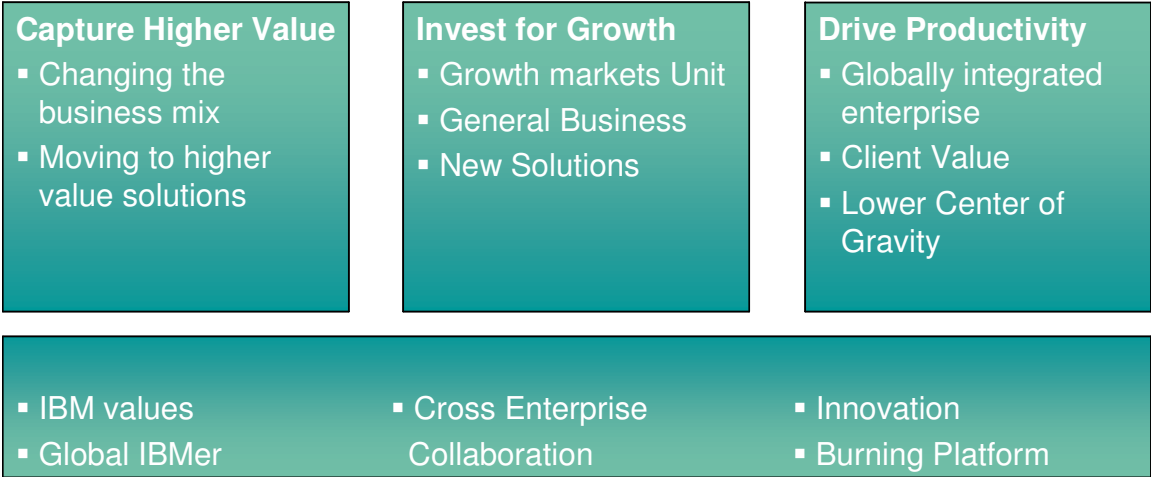 Capture Higher Value
▪ Changing the
business mix
▪ Moving to higher
value solutions
Invest for Growth
▪ Growth markets Unit
▪ General Business
▪ New Solutions
Drive Productivity
▪ Globally integrated
enterprise
▪ Client Value
▪ Lower Center of
Gravity
▪ IBM values
▪ Global IBMer
▪ Cross Enterprise
Collaboration
▪ Innovation
▪ Burning Platform